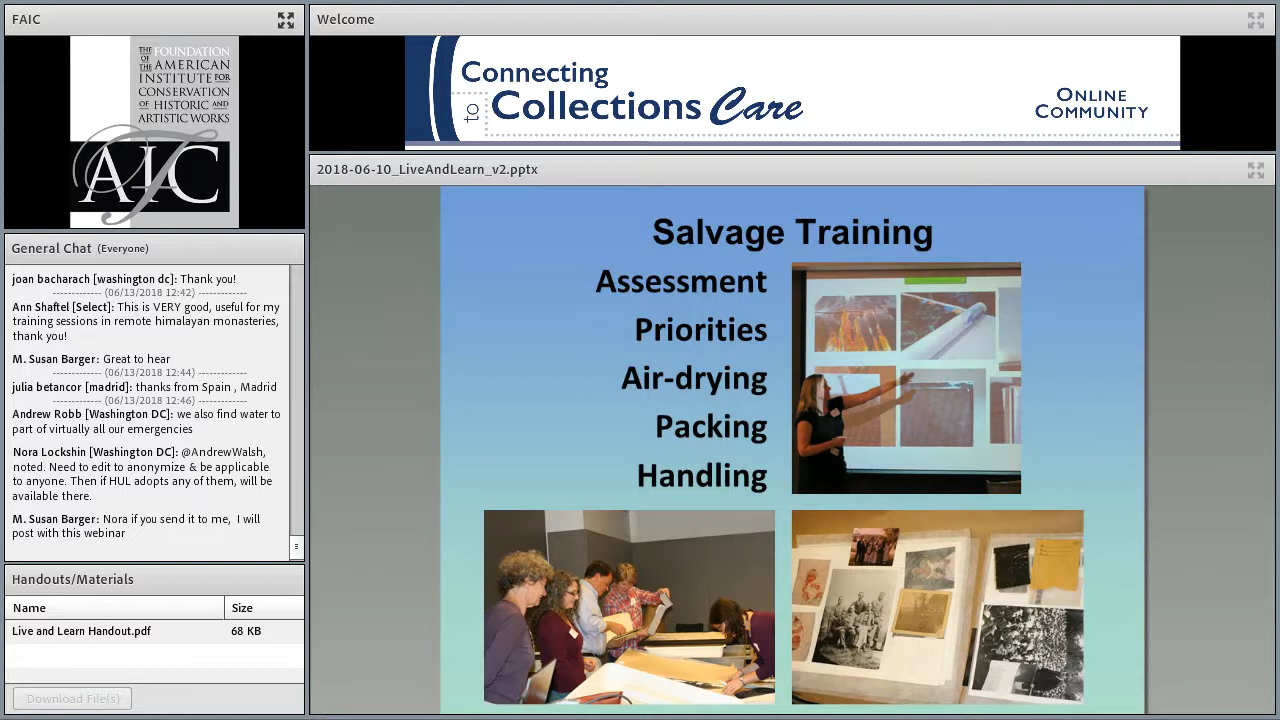 FAIC
THE FOUNDATION
OF THE AMERICAN
INSTITUTE FOR
CONSERVATION
OF HISTORIC AND
ARTISTIC WORKS
AIC
General Chat (Everyone)
joan bacharach [washington dc]: Thank you!
------------- (06/13/2018 12:42) -------------
Ann Shaftel [Select]: This is VERY good, useful for my
training sessions in remote himalayan monasteries,
thank you!
M. Susan Barger: Great to hear
------------- (06/13/2018 12:44) -------------
julia betancor [madrid]: thanks from Spain , Madrid
------------- (06/13/2018 12:46) -------------
Andrew Robb [Washington DC]: we also find water to
part of virtually all our emergencies
Nora Lockshin [Washington DC]: @AndrewWalsh,
noted. Need to edit to anonymize & be applicable
to anyone. Then if HUL adopts any of them, will be
available there.
M. Susan Barger: Nora if you send it to me, I will
post with this webinar
Handouts/Materials
Name Size
Live and Learn Handout.pdf 68 KB
Download File(s)
Welcome
Connecting
to Collections Care
ONLINE
COMMUNITY
2018-06-10_LiveAndLearn_v2.pptx
Salvage Training
Assessment
Priorities
Air-drying
Packing
Handling